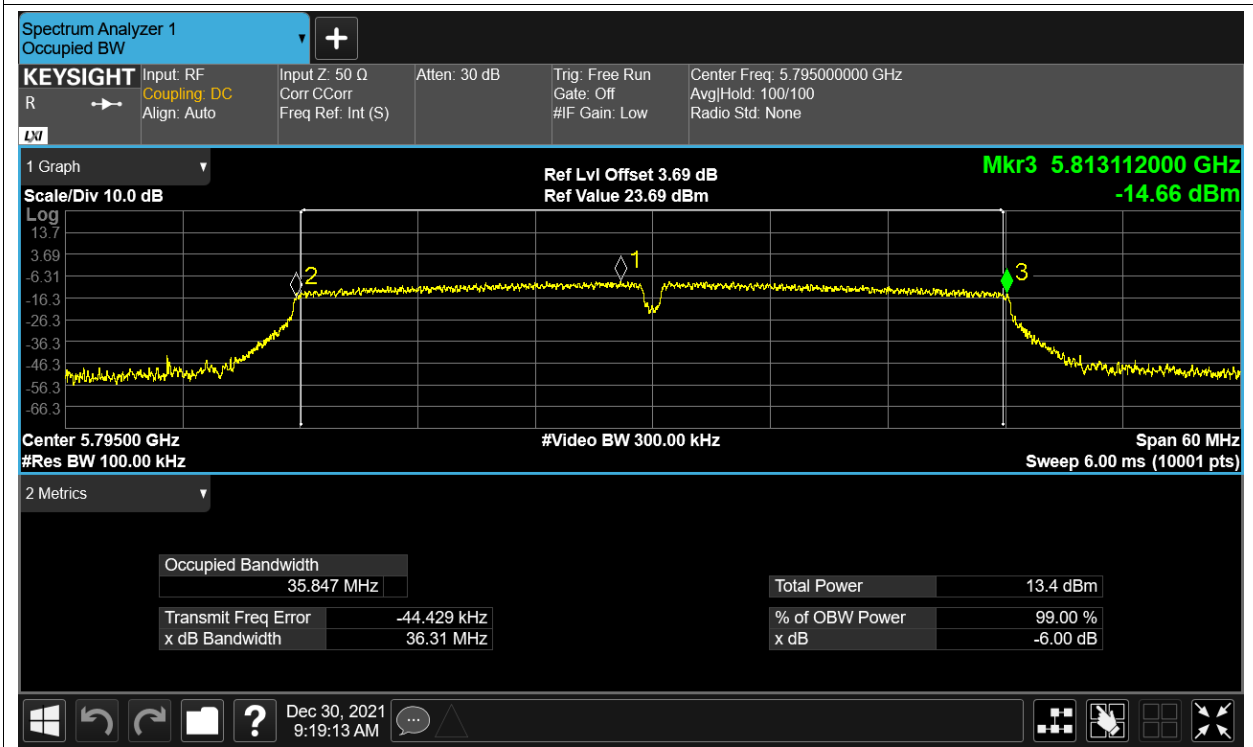 Spectrum Analyzer 1
Occupied BW
KEYSIGHT
R
LXI
Input: RF
Coupling: DC
Align: Auto
Input Z: 50 Ω
Corr CCorr
Freq Ref: Int (S)
Atten: 30 dB
Trig: Free Run
Gate: Off
#IF Gain: Low
Center Freq: 5.795000000 GHz
Avg|Hold: 100/100
Radio Std: None
1 Graph
Scale/Div 10.0 dB
Ref Lvl Offset 3.69 dB
Ref Value 23.69 dBm
Mkr3 5.813112000 GHz
-14.66 dBm
Log
13.7
3.69
-6.31
-16.3
-26.3
-36.3
-46.3
-56.3
-66.3
2
1
3
Center 5.79500 GHz
#Res BW 100.00 kHz
#Video BW 300.00 kHz
Span 60 MHz
Sweep 6.00 ms (10001 pts)
2 Metrics
Occupied Bandwidth
35.847 MHz
Transmit Freq Error -44.429 kHz
x dB Bandwidth 36.31 MHz
Total Power 13.4 dBm
% of OBW Power 99.00 %
x dB -6.00 dB
?
Dec 30, 2021
9:19:13 AM